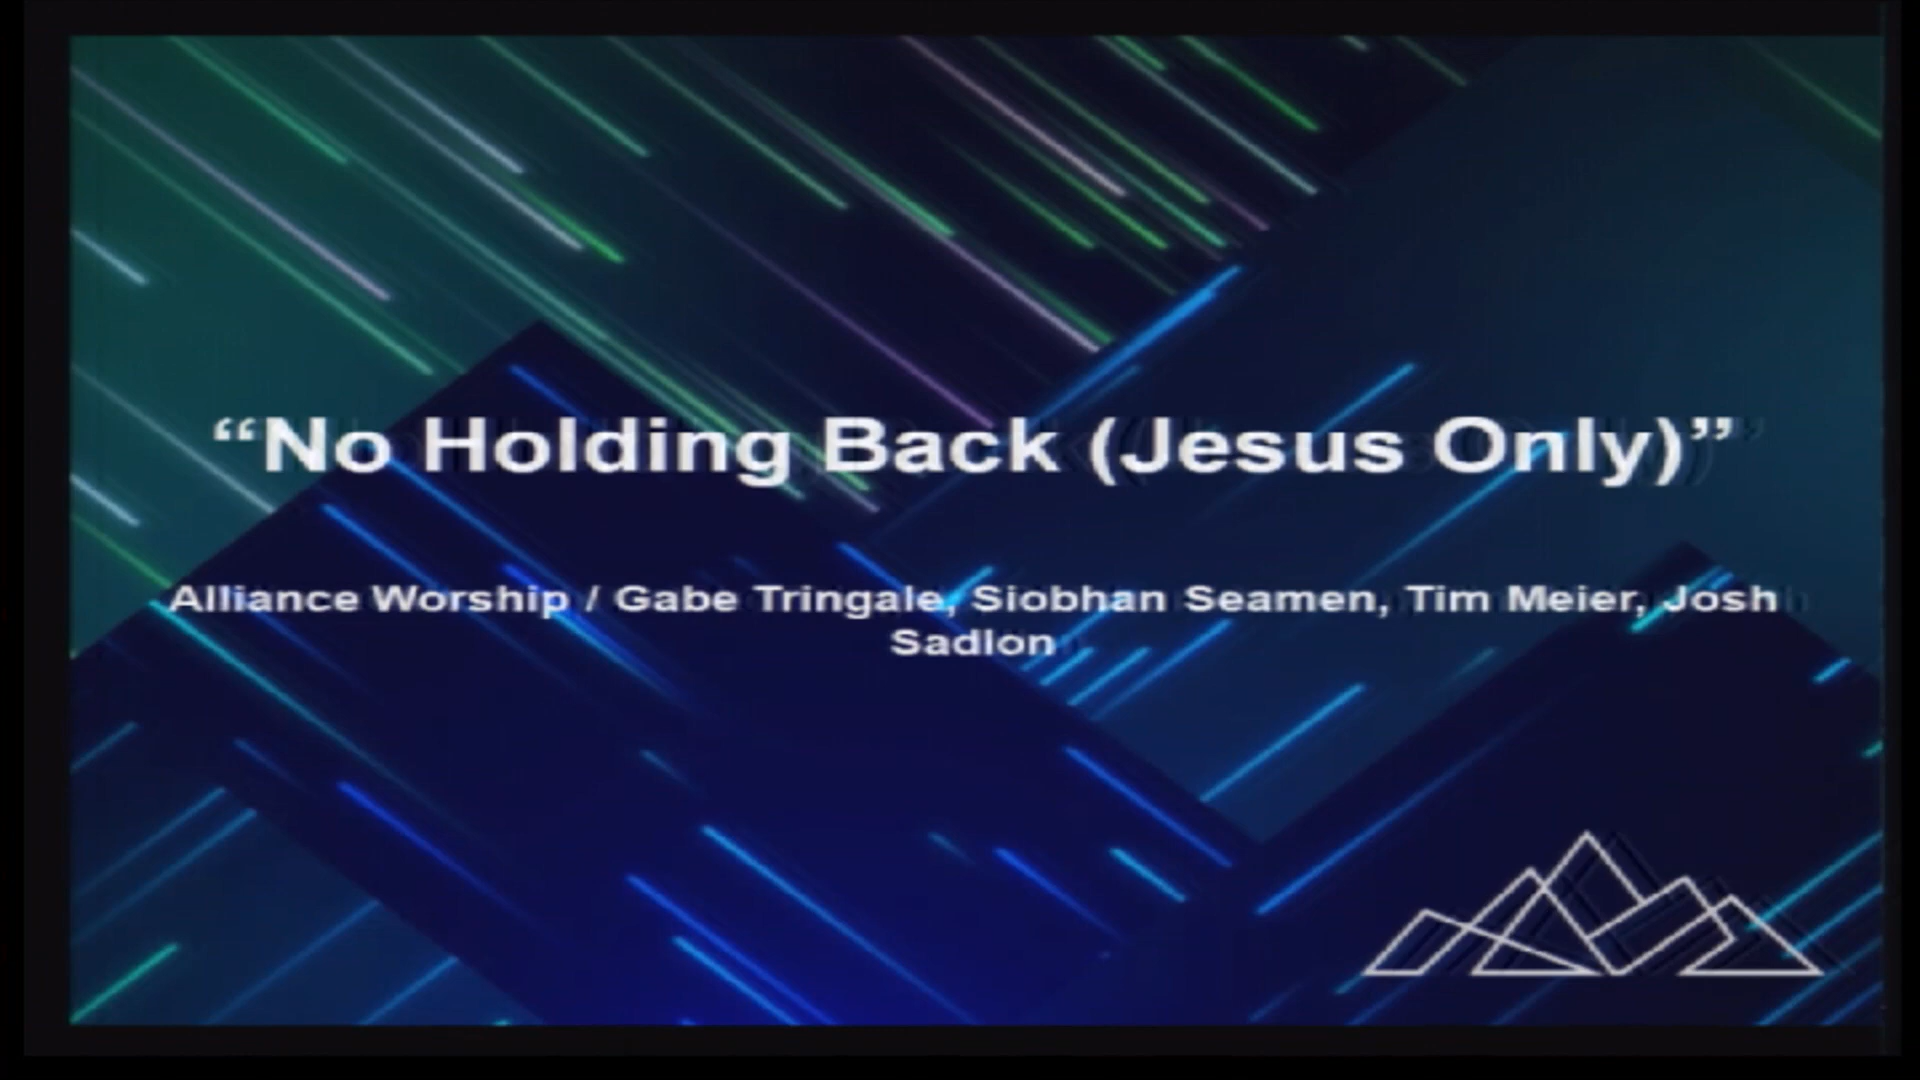 “No Holding Back (Jesus Only)”
Alliance Worship / Gabe Tringale, Siobhan Seamen, Tim Meier, Josh
Sadlon